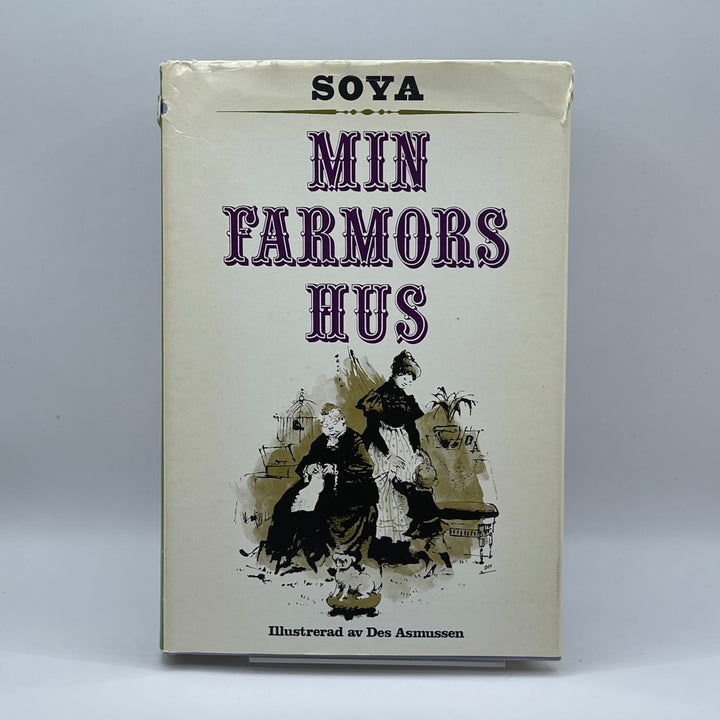 SOYA
MIN
FARMORS
HUS
Illustrerad av Des Asmussen